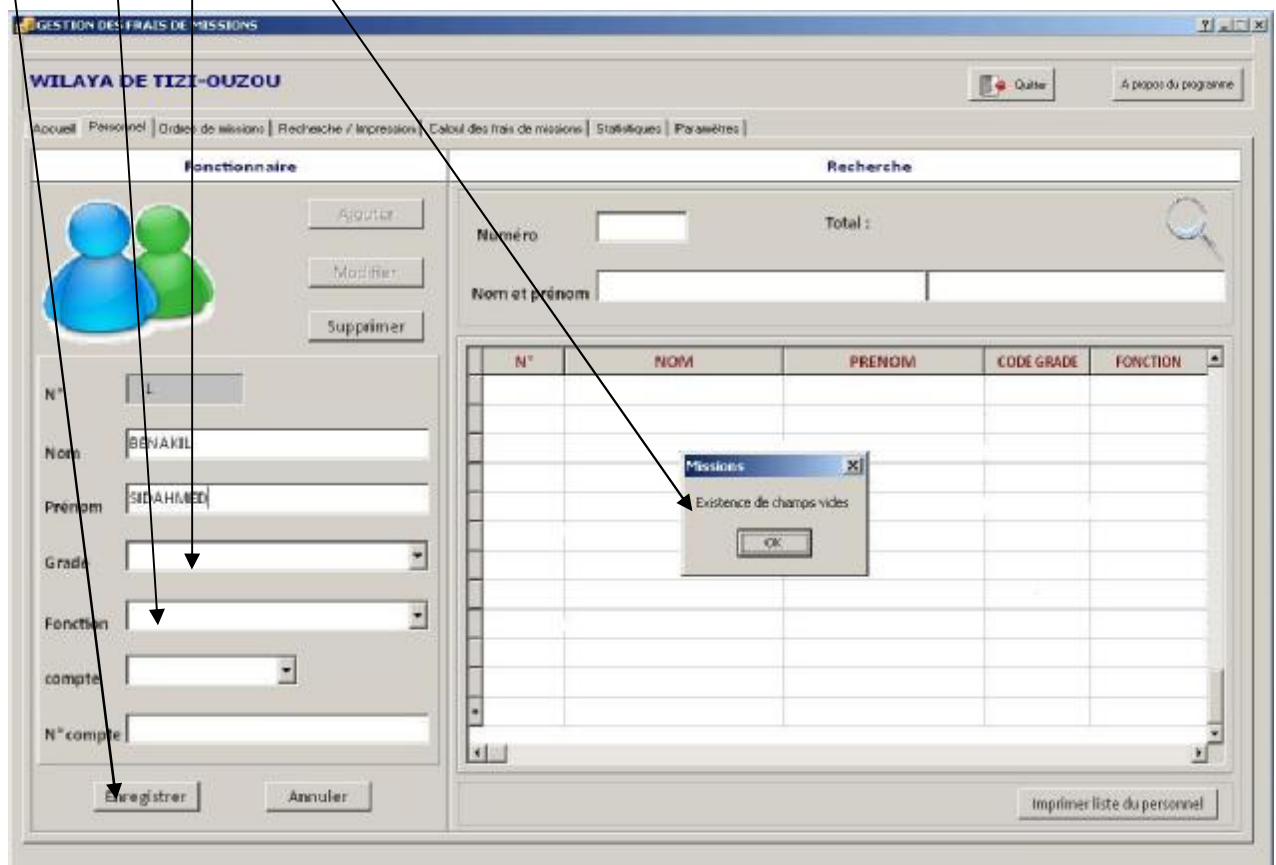 GESTION DES FRAIS DE MISSIONS
WILAYA DE TIZI-OUZOU
Quitter
A propos du programme
Accueil
Personnel
Ordres de missions
Recherche / Impression
Calcul des frais de missions
Statistiques
Paramètres
Fonctionnaire
Recherche
Ajouter
Modifier
Supprimer
Numéro
Total :
Nom et prénom
N°
Nom
BENAKIL
Prénom
SIDAHMED
Grade
Fonction
compte
N°compte
Enregistrer
Annuler
N° NOM PRENOM CODE GRADE FONCTION
Missions
Existence de champs vides
OK
Imprimer liste du personnel